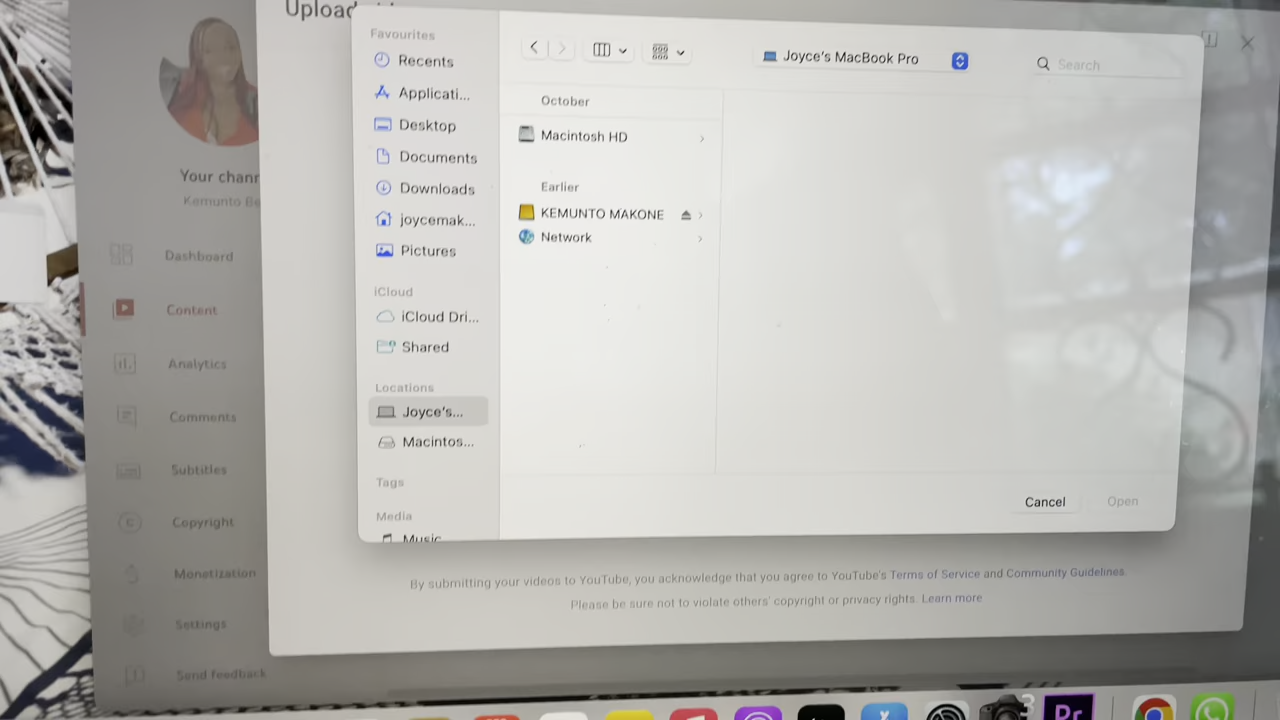 Upload
Favourites
Recents
Applicati...
Desktop
Documents
Downloads
joycemak...
Pictures
iCloud
iCloud Dri...
Shared
Locations
Joyce's...
Macintos...
Tags
Media
Music
Joyce's MacBook Pro
Search
October
Macintosh HD
Earlier
KEMUNTO MAKONE
Network
Cancel
Open
Your chann
Kemunto Be
Dashboard
Content
Analytics
Comments
Subtitles
Copyright
Monetization
Settings
Send feedback
By submitting your videos to YouTube, you acknowledge that you agree to YouTube's Terms of Service and Community Guidelines.
Please be sure not to violate others' copyright or privacy rights. Learn more
3
Pr